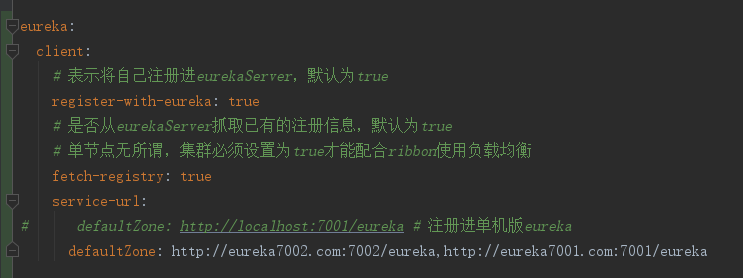 eureka:
client:
# 表示将自己注册进eurekaServer，默认为true
register-with-eureka: true
# 是否从eurekaServer抓取已有的注册信息，默认为true
# 单节点无所谓，集群必须设置为true才能配合ribbon使用负载均衡
fetch-registry: true
service-url:
# defaultZone: http://localhost:7001/eureka # 注册进单机版eureka
defaultZone: http://eureka7002.com:7002/eureka,http://eureka7001.com:7001/eureka